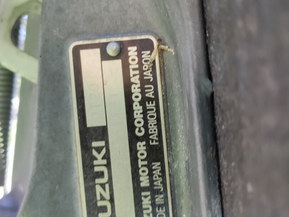 UZUKI
UZUKI MOTOR CORPORATION
DE IN JAPAN FABRIQUE AU JAPON